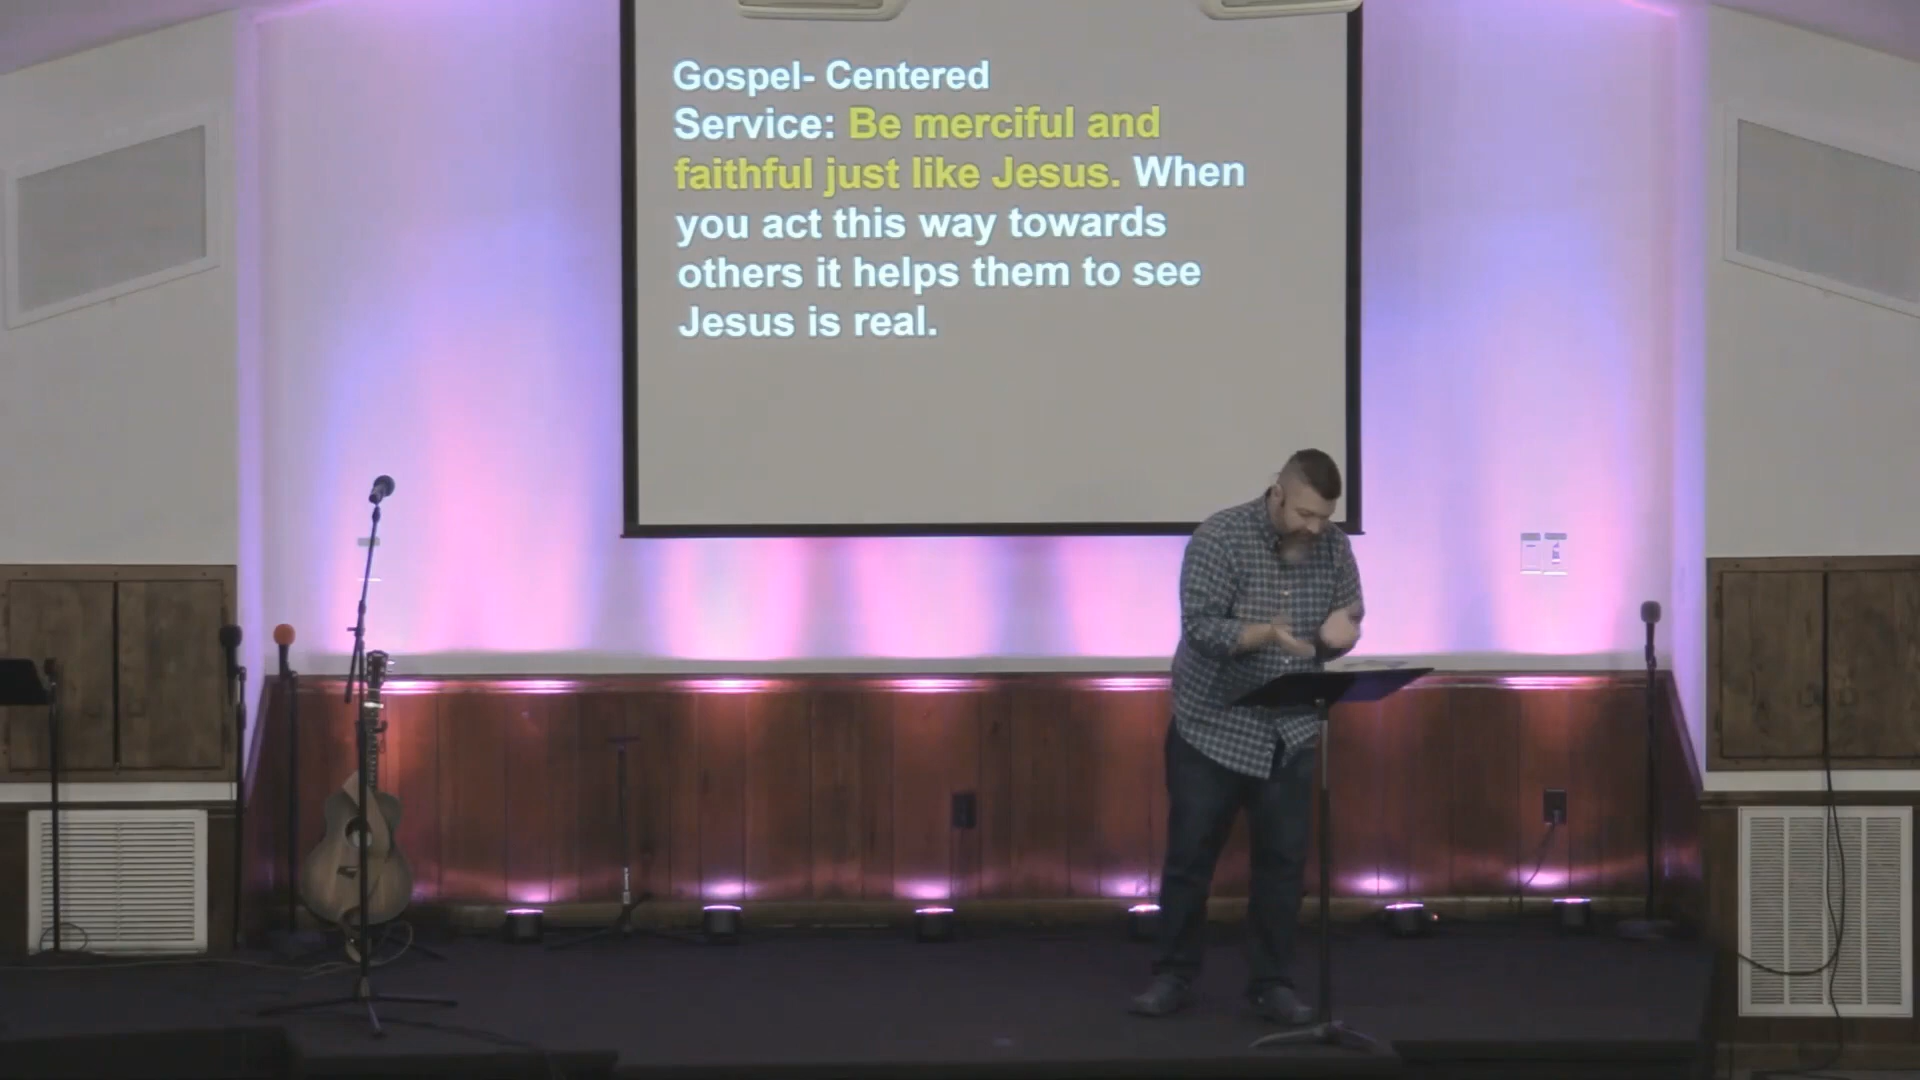 Gospel- Centered
Service: Be merciful and
faithful just like Jesus. When
you act this way towards
others it helps them to see
Jesus is real.